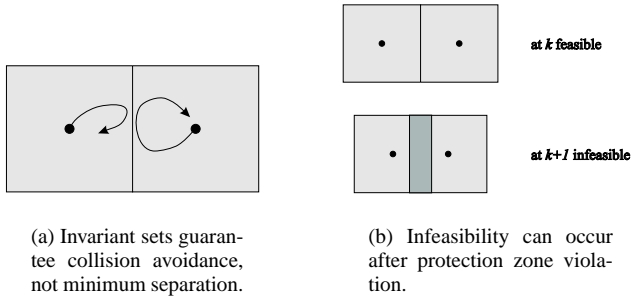 at k feasible
at k+1 infeasible
(a) Invariant sets guaran-
tee collision avoidance,
not minimum separation.
(b) Infeasibility can occur
after protection zone viola-
tion.